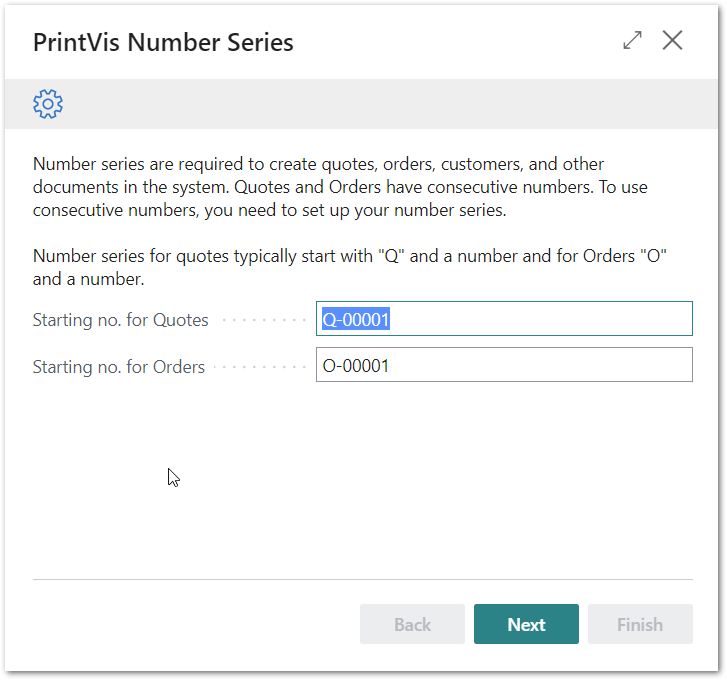 PrintVis Number Series
Number series are required to create quotes, orders, customers, and other
documents in the system. Quotes and Orders have consecutive numbers. To use
consecutive numbers, you need to set up your number series.
Number series for quotes typically start with "Q" and a number and for Orders "O"
and a number.
Starting no. for Quotes Q-00001
Starting no. for Orders O-00001
Back Next Finish